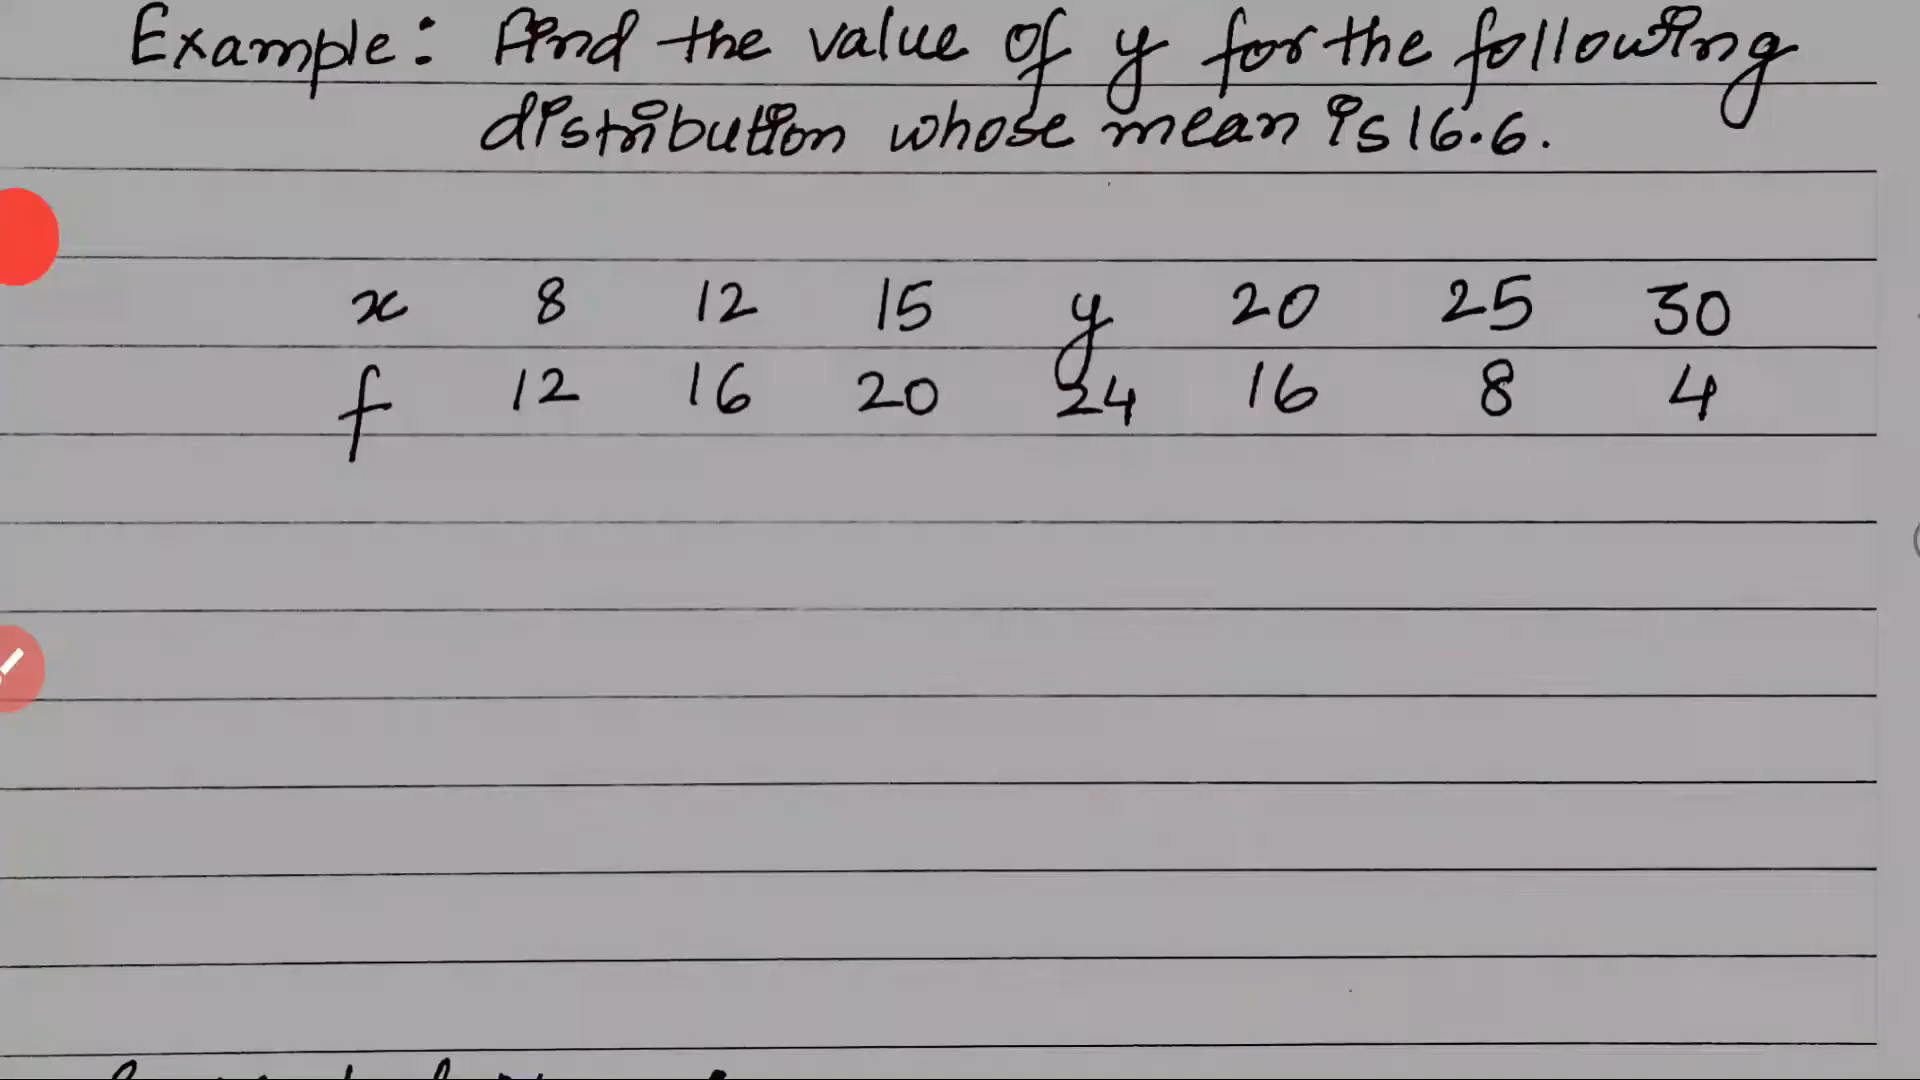 Example: Find the value of y for the following
distribution whose mean is 16.6.
x 8 12 15 y 20 25 30
f 12 16 20 24 16 8 4